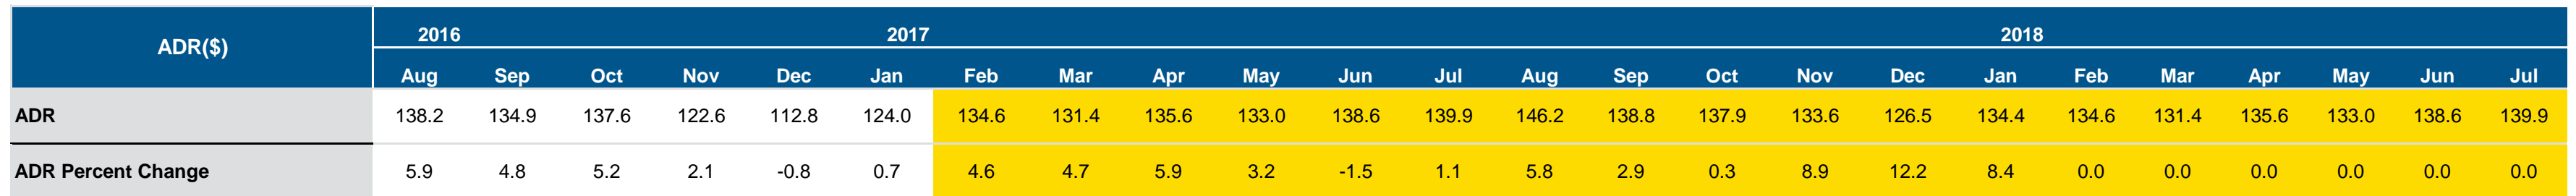 ADR($)
2016 2017 2018
Aug Sep Oct Nov Dec Jan Feb Mar Apr May Jun Jul Aug Sep Oct Nov Dec Jan Feb Mar Apr May Jun Jul
ADR 138.2 134.9 137.6 122.6 112.8 124.0 134.6 131.4 135.6 133.0 138.6 139.9 146.2 138.8 137.9 133.6 126.5 134.4 134.6 131.4 135.6 133.0 138.6 139.9
ADR Percent Change 5.9 4.8 5.2 2.1 -0.8 0.7 4.6 4.7 5.9 3.2 -1.5 1.1 5.8 2.9 0.3 8.9 12.2 8.4 0.0 0.0 0.0 0.0 0.0 0.0